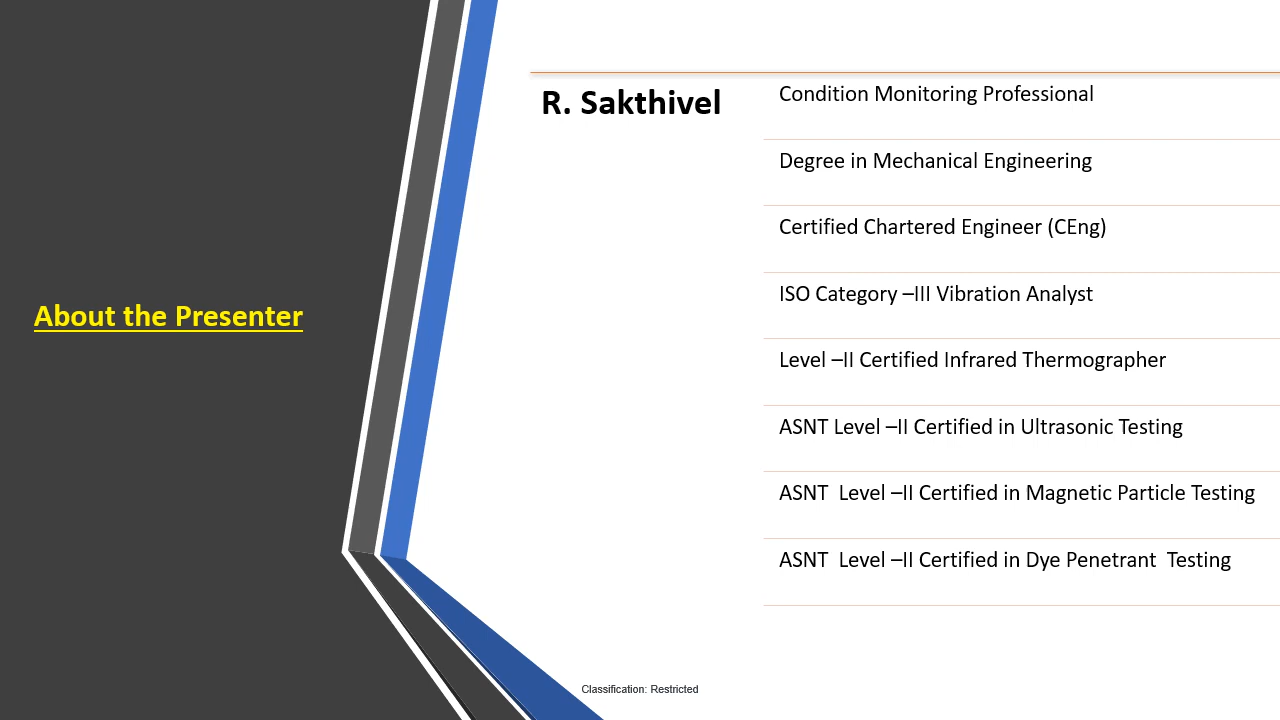 About the Presenter
R. Sakthivel
Condition Monitoring Professional
Degree in Mechanical Engineering
Certified Chartered Engineer (CEng)
ISO Category –III Vibration Analyst
Level –II Certified Infrared Thermographer
ASNT Level –II Certified in Ultrasonic Testing
ASNT  Level –II Certified in Magnetic Particle Testing
ASNT  Level –II Certified in Dye Penetrant  Testing
Classification: Restricted